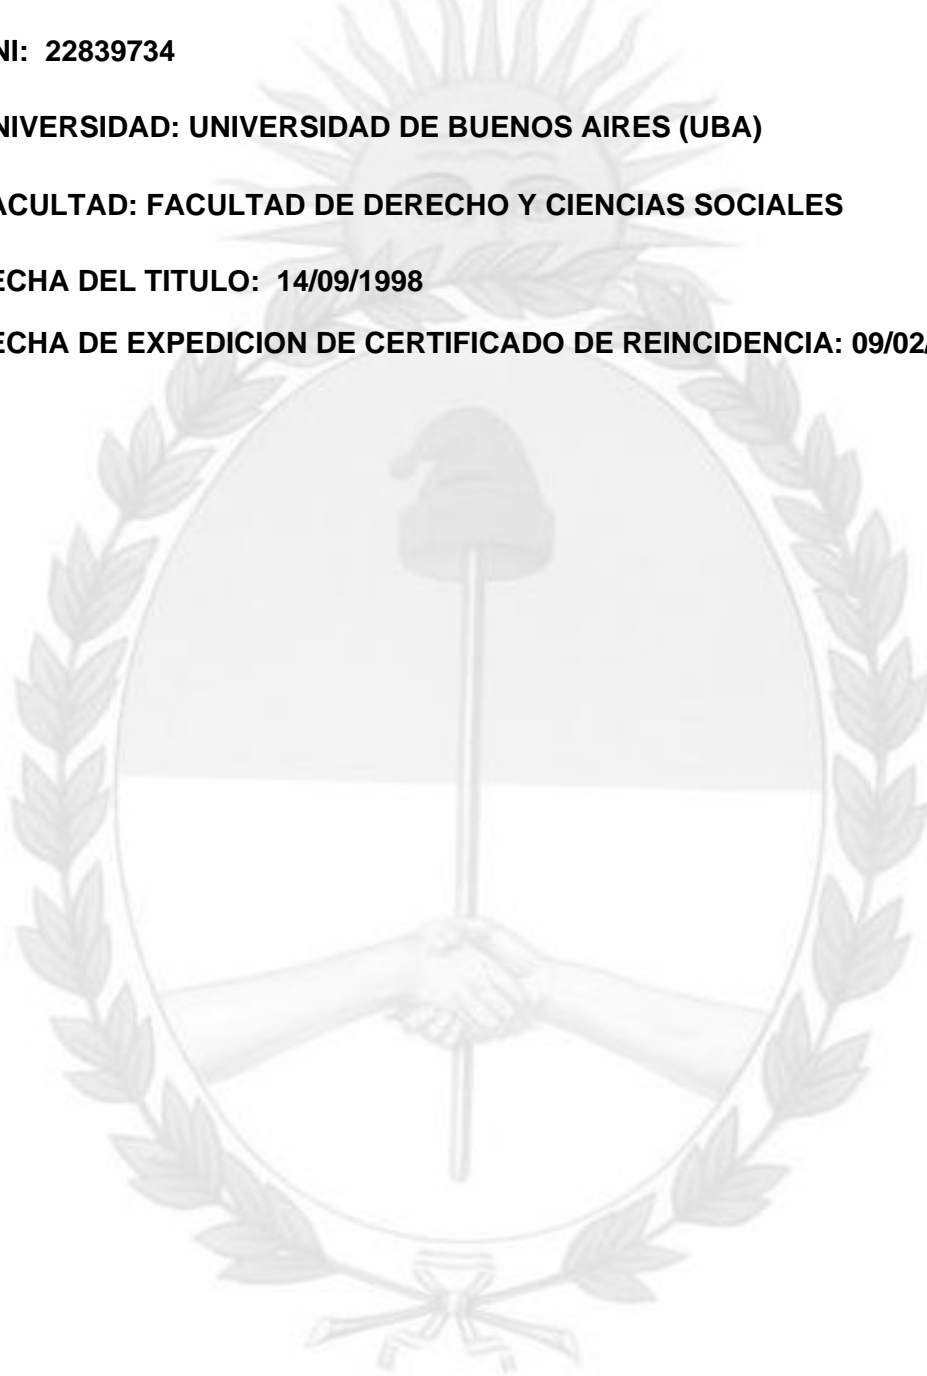 NI: 22839734
NIVERSIDAD: UNIVERSIDAD DE BUENOS AIRES (UBA)
ACULTAD: FACULTAD DE DERECHO Y CIENCIAS SOCIALES
ECHA DEL TITULO: 14/09/1998
ECHA DE EXPEDICION DE CERTIFICADO DE REINCIDENCIA: 09/02/